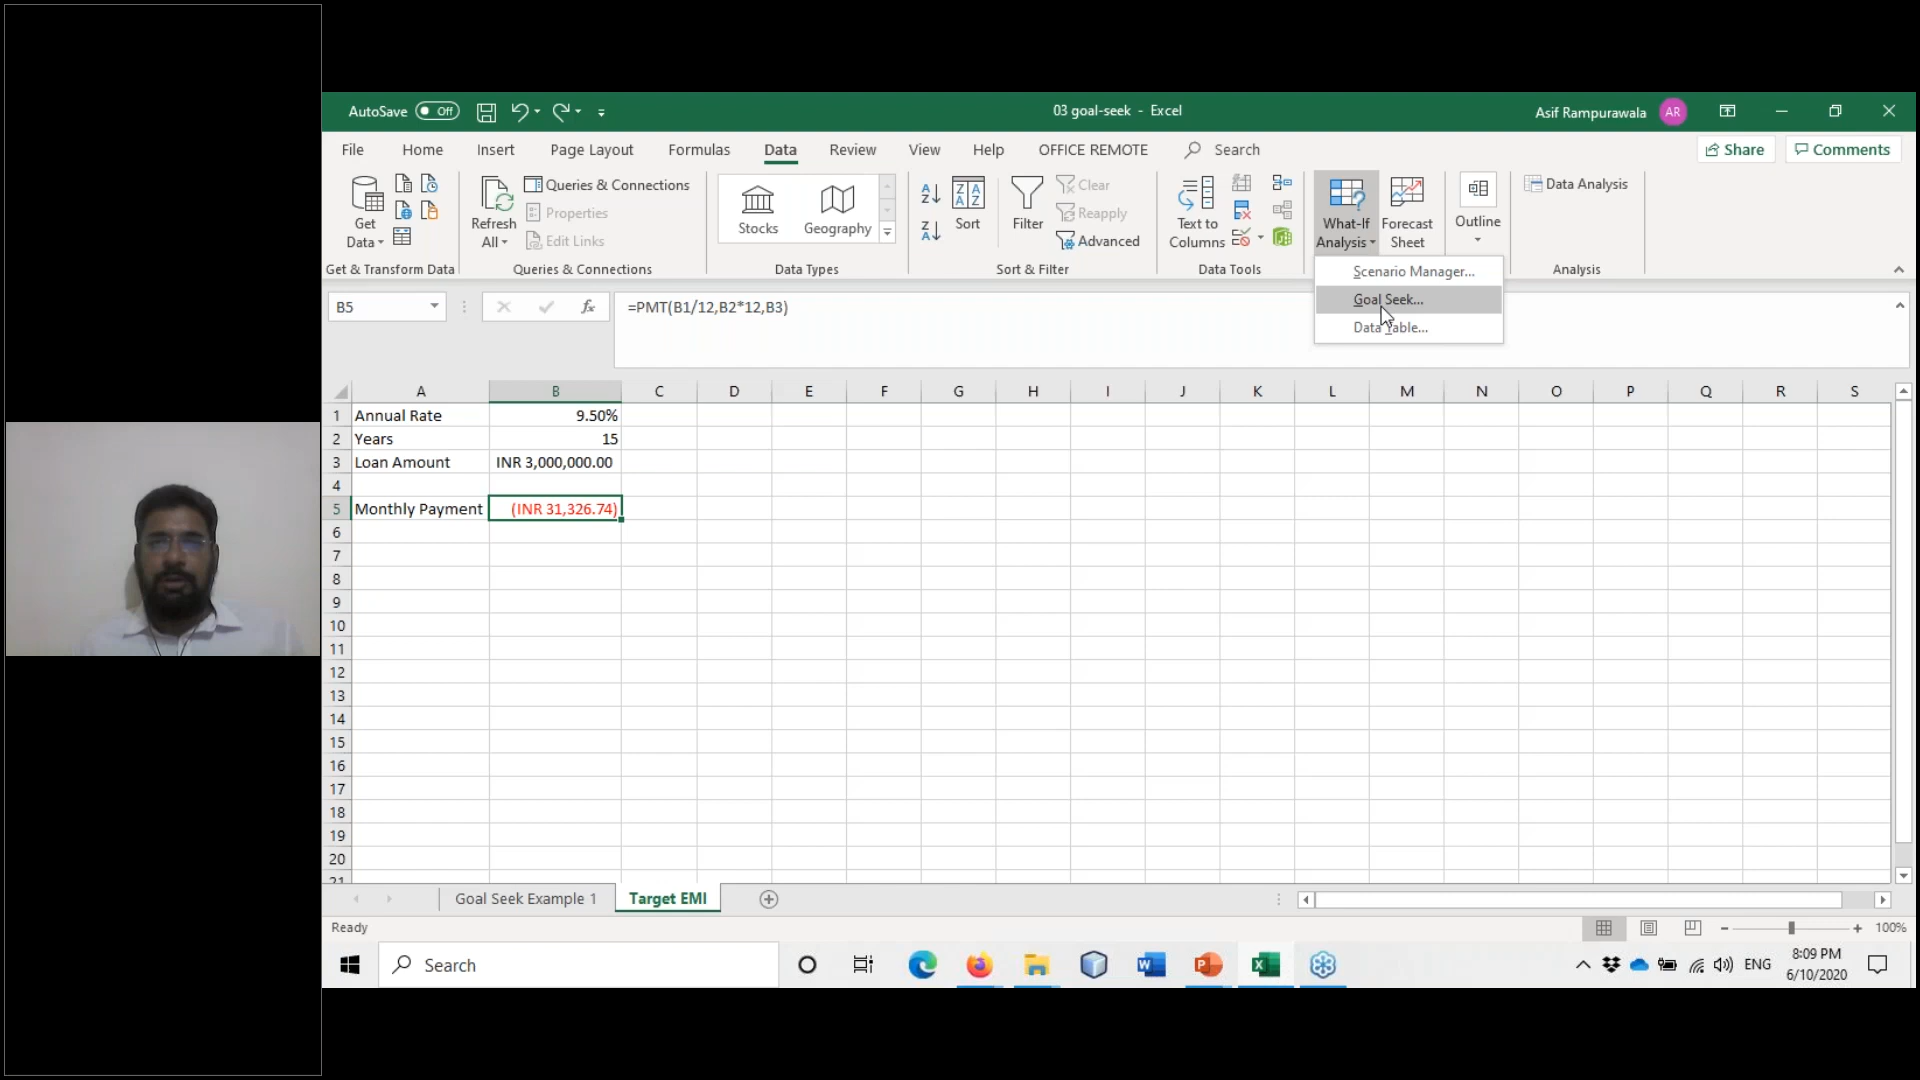 AutoSave Off
03 goal-seek - Excel
Asif Rampurawala AR
File Home Insert Page Layout Formulas Data Review View Help OFFICE REMOTE Search Share Comments
Get Data
Refresh All
Queries & Connections
Properties
Edit Links
Stocks
Geography
Sort
Filter
Clear
Reapply
Advanced
Text to Columns
What-If Analysis
Forecast Sheet
Outline
Data Analysis
Get & Transform Data
Queries & Connections
Data Types
Sort & Filter
Data Tools
Analysis
Scenario Manager...
Goal Seek...
Data Table...
B5 fx =PMT(B1/12,B2*12,B3)
A B C D E F G H I J K L M N O P Q R S
1 Annual Rate 9.50%
2 Years 15
3 Loan Amount INR 3,000,000.00
4
5 Monthly Payment (INR 31,326.74)
6
7
8
9
10
11
12
13
14
15
16
17
18
19
20
21
Goal Seek Example 1 Target EMI
Ready 100%
Search
ENG
8:09 PM
6/10/2020